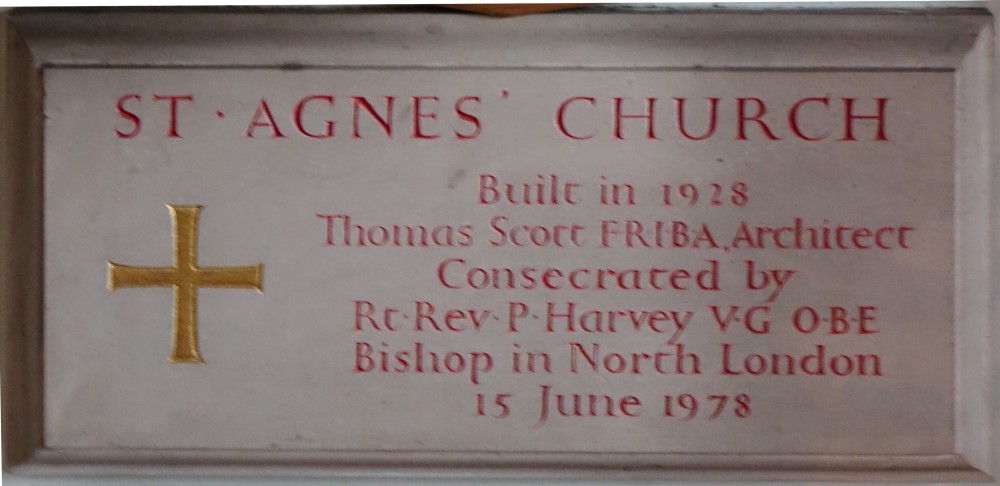 ST · AGNES' CHURCH
Built in 1928
Thomas Scott F·R·I·B·A., Architect
Consecrated by
Rt·Rev·P·Harvey V·G O·B·E
Bishop in North London
15 June 1978